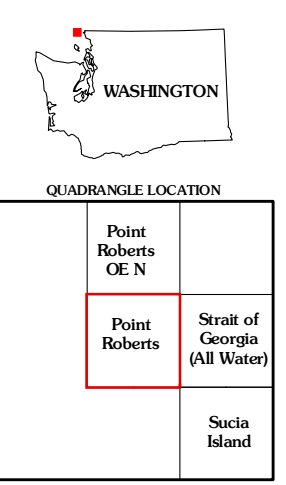 WASHINGTON
QUADRANGLE LOCATION
Point
Roberts
OE N
Point
Roberts
Strait of
Georgia
(All Water)
Sucia
Island